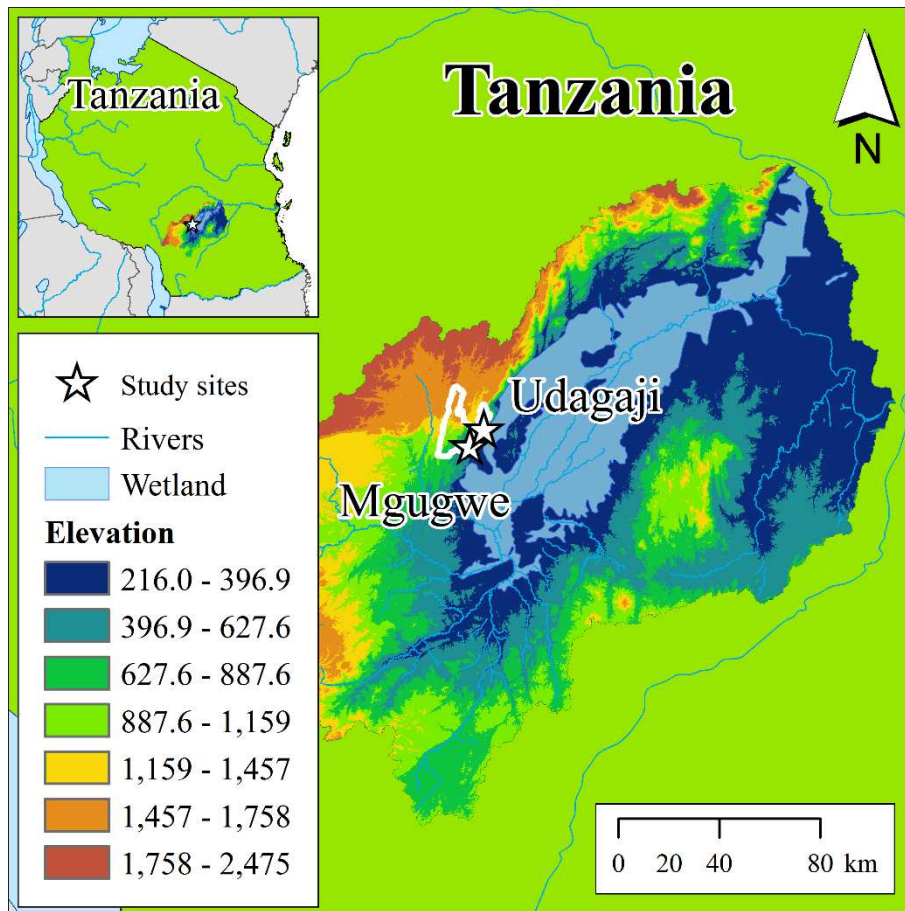 Tanzania
Tanzania
N
Udagaji
Mgugwe
Study sites
Rivers
Wetland
Elevation
216.0 - 396.9
396.9 - 627.6
627.6 - 887.6
887.6 - 1,159
1,159 - 1,457
1,457 - 1,758
1,758 - 2,475
0 20 40 80 km